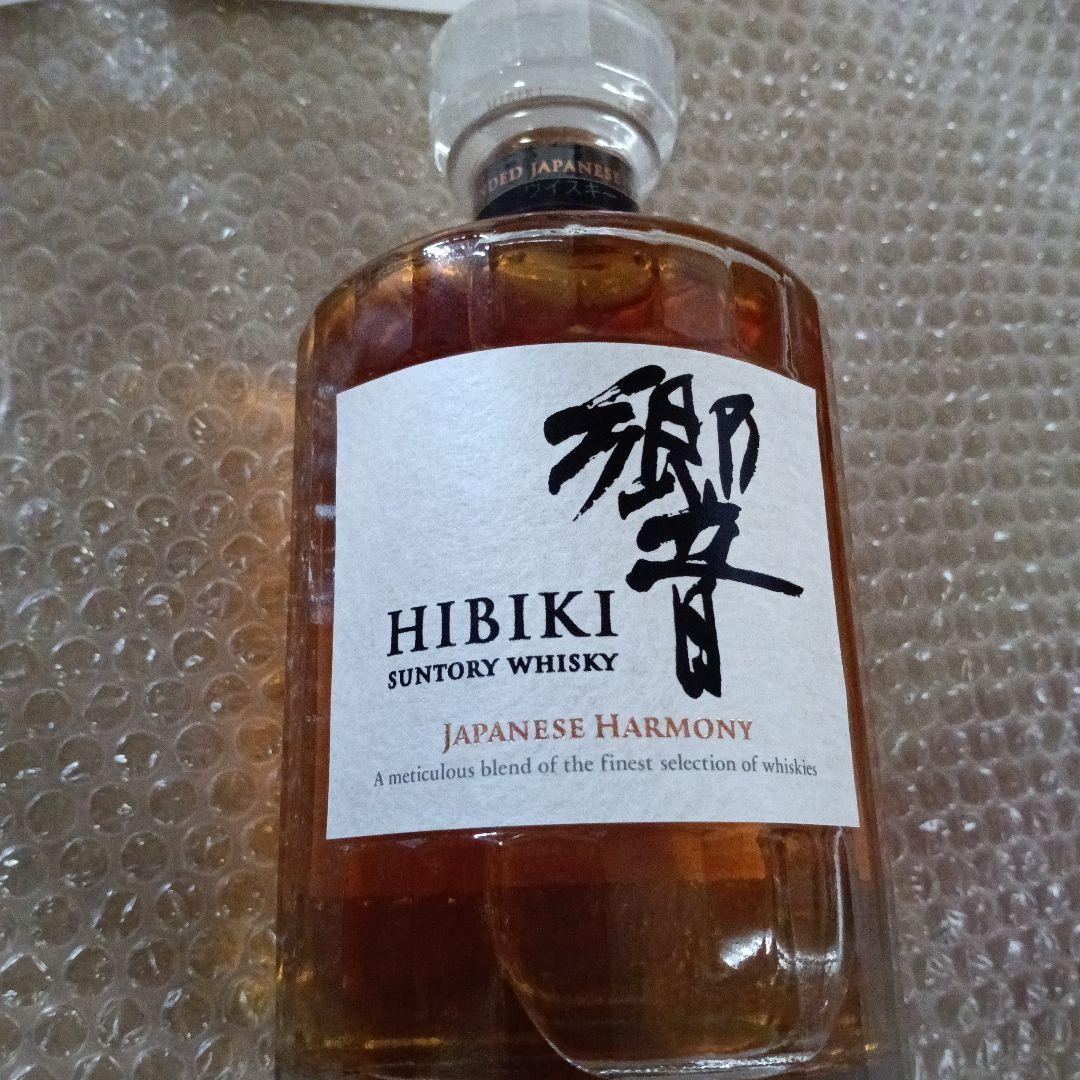 NDED JAPANESE
ウイスキー
響
HIBIKI
SUNTORY WHISKY
JAPANESE HARMONY
A meticulous blend of the finest selection of whiskies